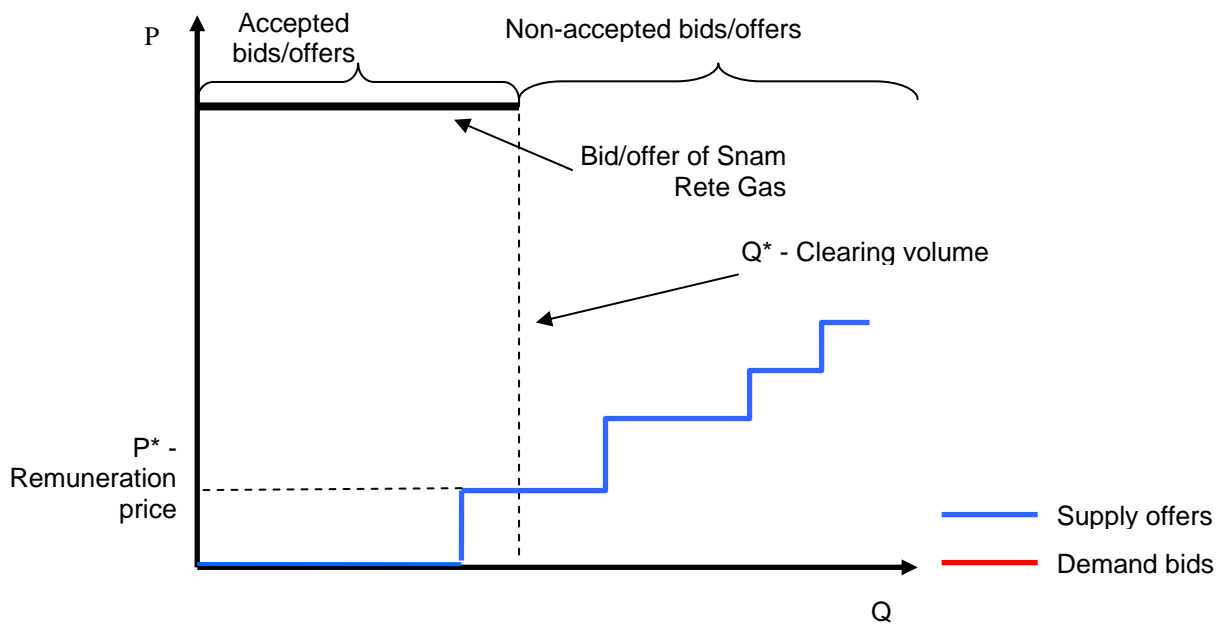 P
Accepted
bids/offers
Non-accepted bids/offers
Bid/offer of Snam
Rete Gas
Q* - Clearing volume
P* -
Remuneration
price
Supply offers
Demand bids
Q